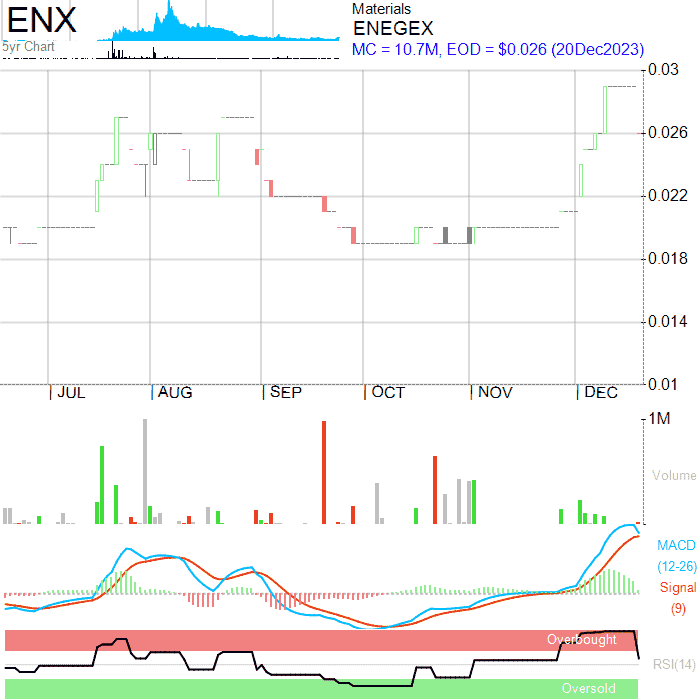 ENX
5yr Chart
Materials
ENEGEX
MC = 10.7M, EOD = $0.026 (20Dec2023)
0.03
0.026
0.022
0.018
0.014
0.01
JUL AUG SEP OCT NOV DEC
1M
Volume
MACD
(12-26)
Signal
(9)
Overbought
RSI(14)
Oversold